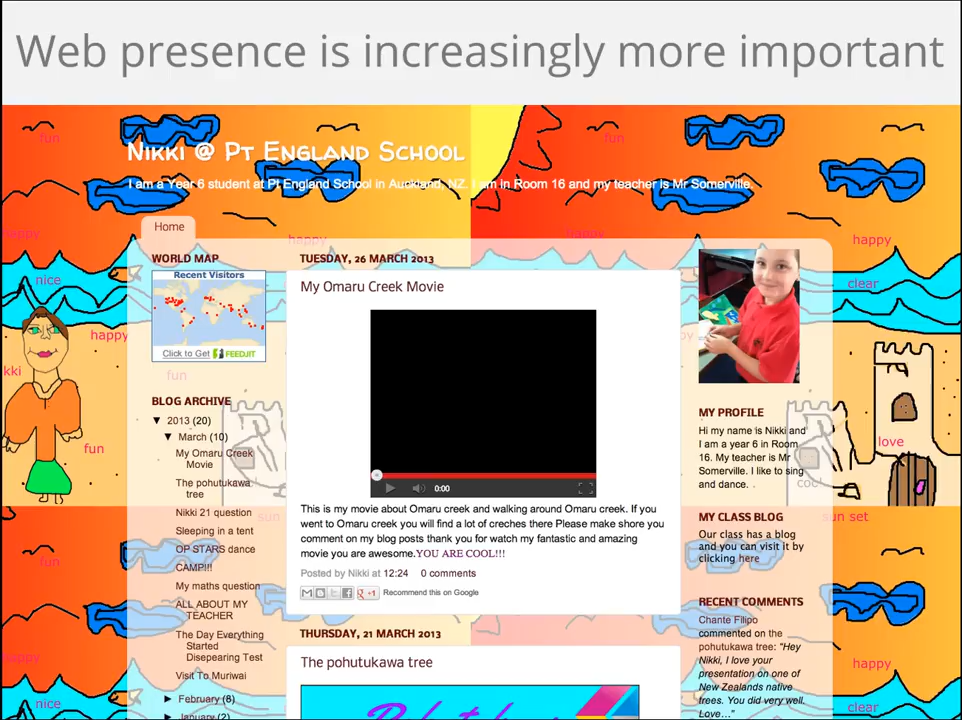 Web presence is increasingly more important
Nikki @ Pt England School
I am a Year 6 student at Pt England School in Auckland, NZ. I am in Room 16 and my teacher is Mr Somerville.
Home
WORLD MAP
Recent Visitors
Click to Get FEEDJIT
BLOG ARCHIVE
▼ 2013 (20)
▼ March (10)
My Omaru Creek
Movie
The pohutukawa
tree
Nikki 21 question
Sleeping in a tent
OP STARS dance
CAMP!!!
My maths question
ALL ABOUT MY
TEACHER
The Day Everything
Started
Disepearing Test
Visit To Muriwai
► February (8)
► January (2)
TUESDAY, 26 MARCH 2013
My Omaru Creek Movie
0:00
This is my movie about Omaru creek and walking around Omaru creek. If you
went to Omaru creek you will find a lot of creches there Please make shore you
comment on my blog posts thank you for watch my fantastic and amazing
movie you are awesome.YOU ARE COOL!!!
Posted by Nikki at 12:24 0 comments
+1 Recommend this on Google
THURSDAY, 21 MARCH 2013
The pohutukawa tree
MY PROFILE
Hi my name is Nikki and
I am a year 6 in Room
16. My teacher is Mr
Somerville. I like to sing
and dance.
MY CLASS BLOG
Our class has a blog
and you can visit it by
clicking here
RECENT COMMENTS
Chante Filipo
commented on the
pohutukawa tree: "Hey
Nikki, I love your
presentation on one of
New Zealands native
trees. You did very well.
Love…"
fun
happy
nice
happy
fun
fun
fun
happy
nice
sun
happy
fun
happy
happy
clear
love
sun set
happy
clear